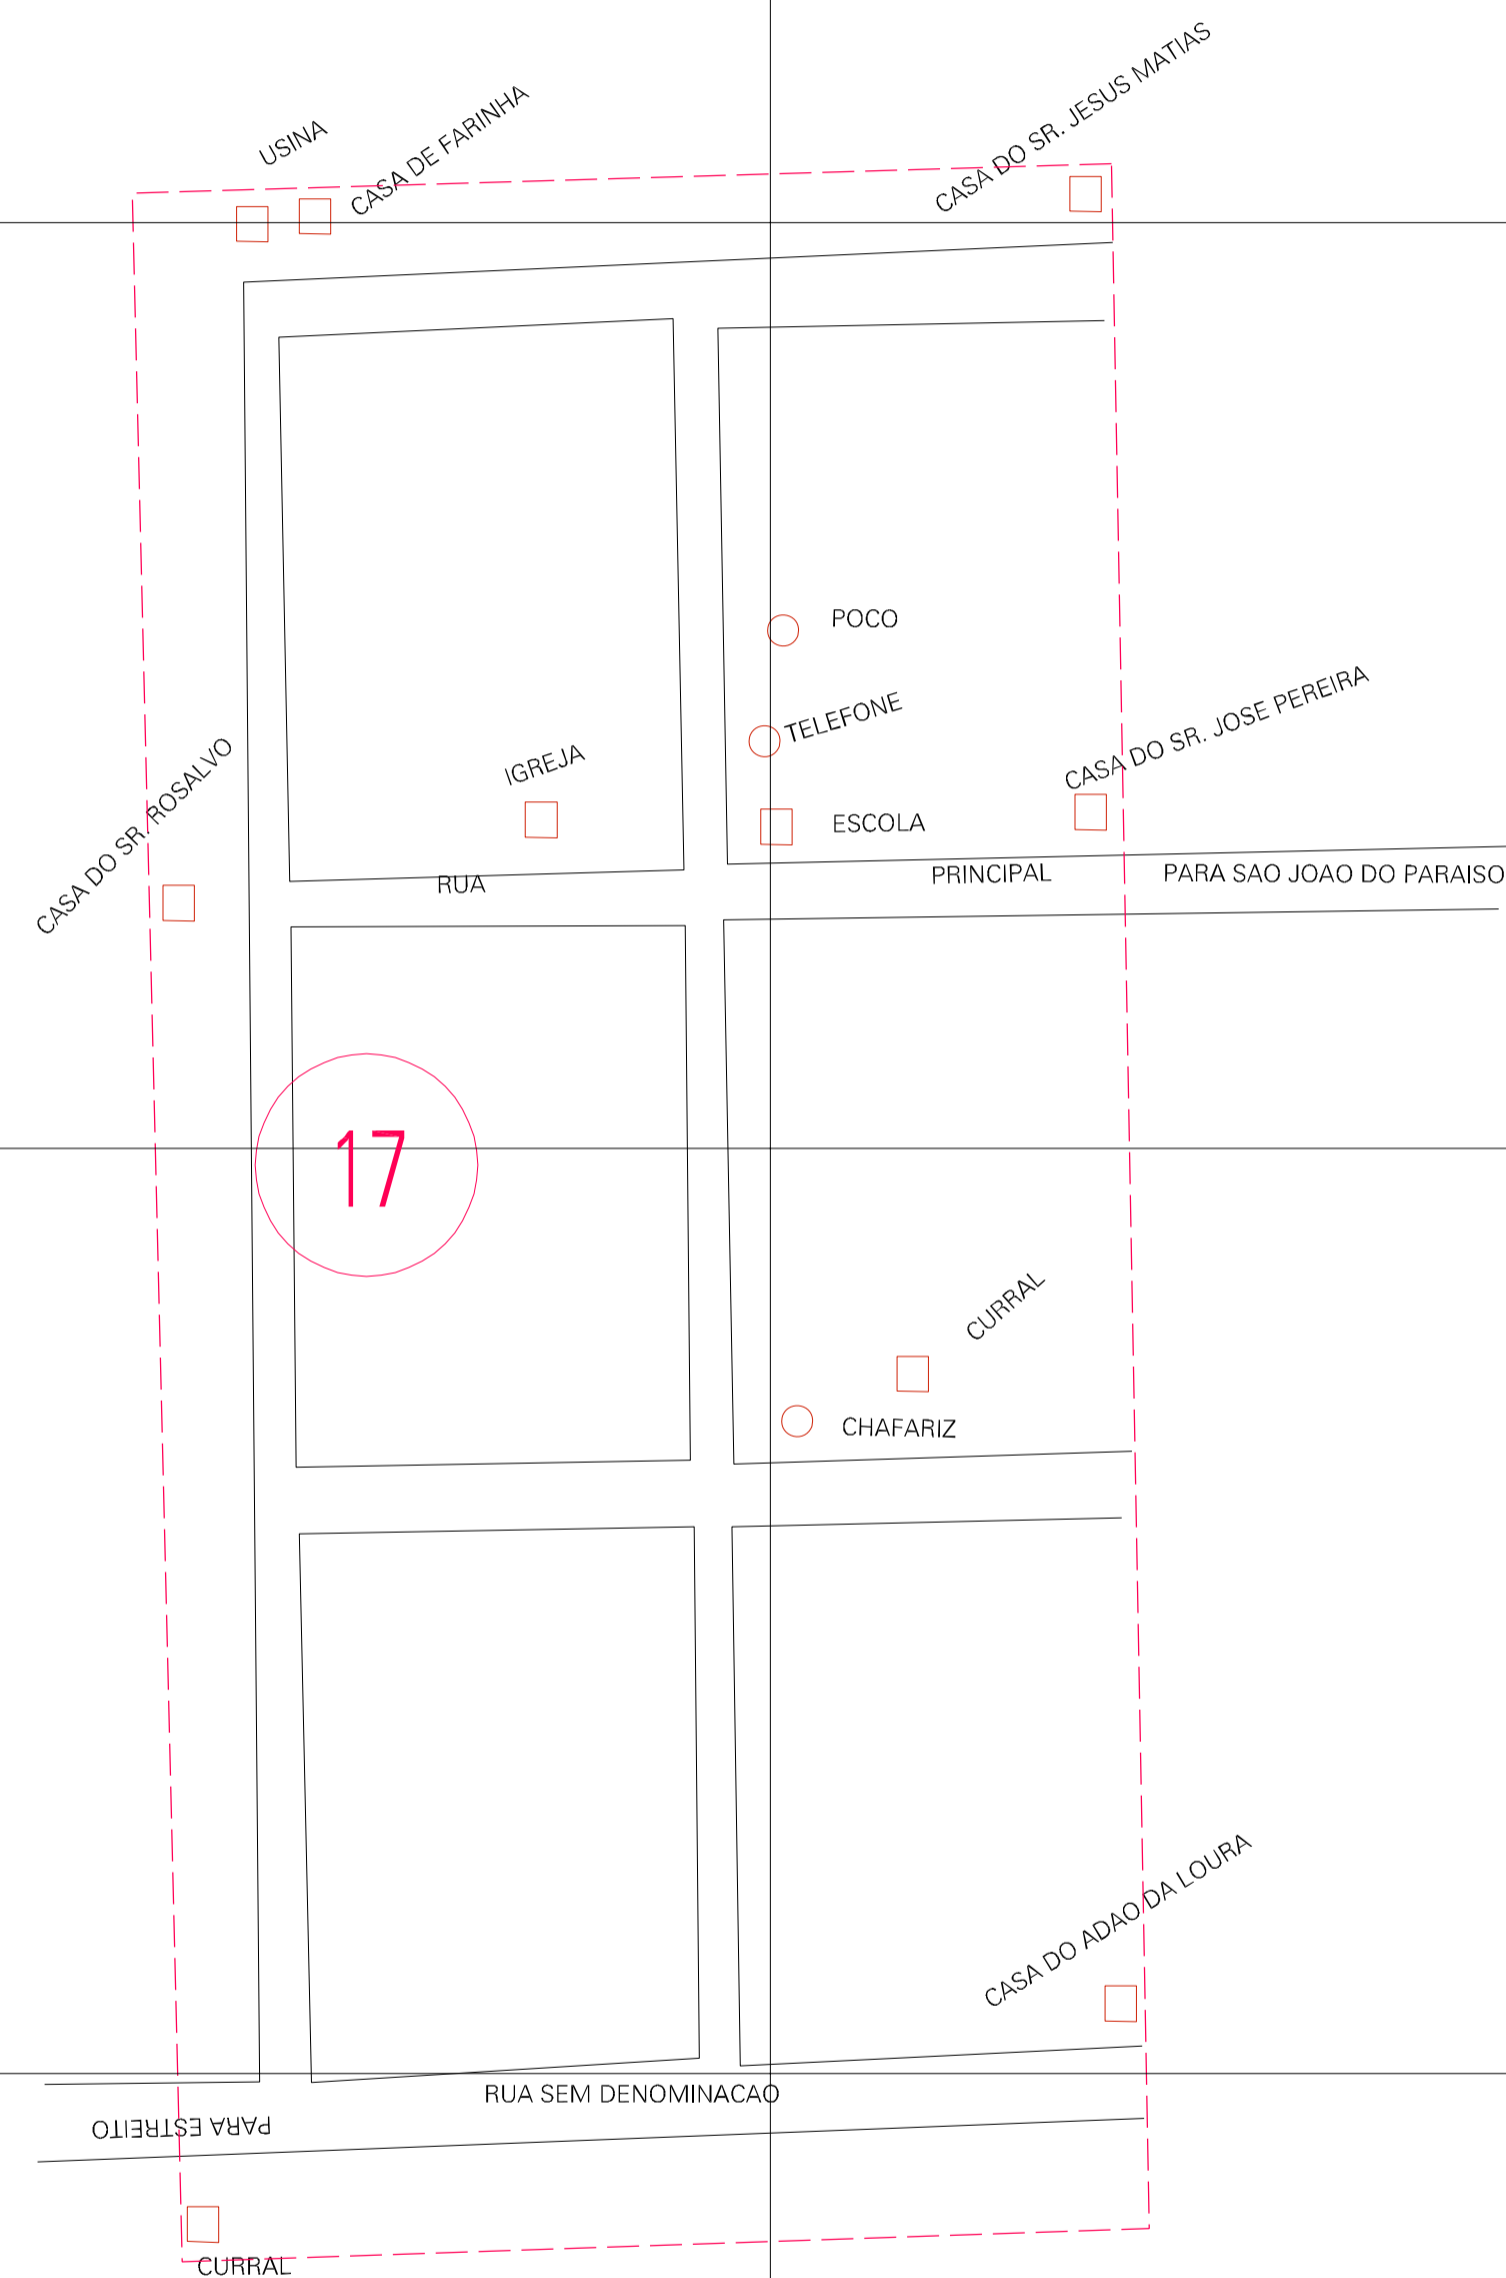 CASA DO SR. JESUS MATIAS
USINA
CASA DE FARINHA
POCO
TELEFONE
CASA DO SR. JOSE PEREIRA
IGREJA
CASA DO SR. ROSALVO
ESCOLA
RUA PRINCIPAL
PARA SAO JOAO DO PARAISO
17
CURRAL
CHAFARIZ
CASA DO ADAO DA LOURA
RUA SEM DENOMINACAO
PARA ESTREITO
CURRAL